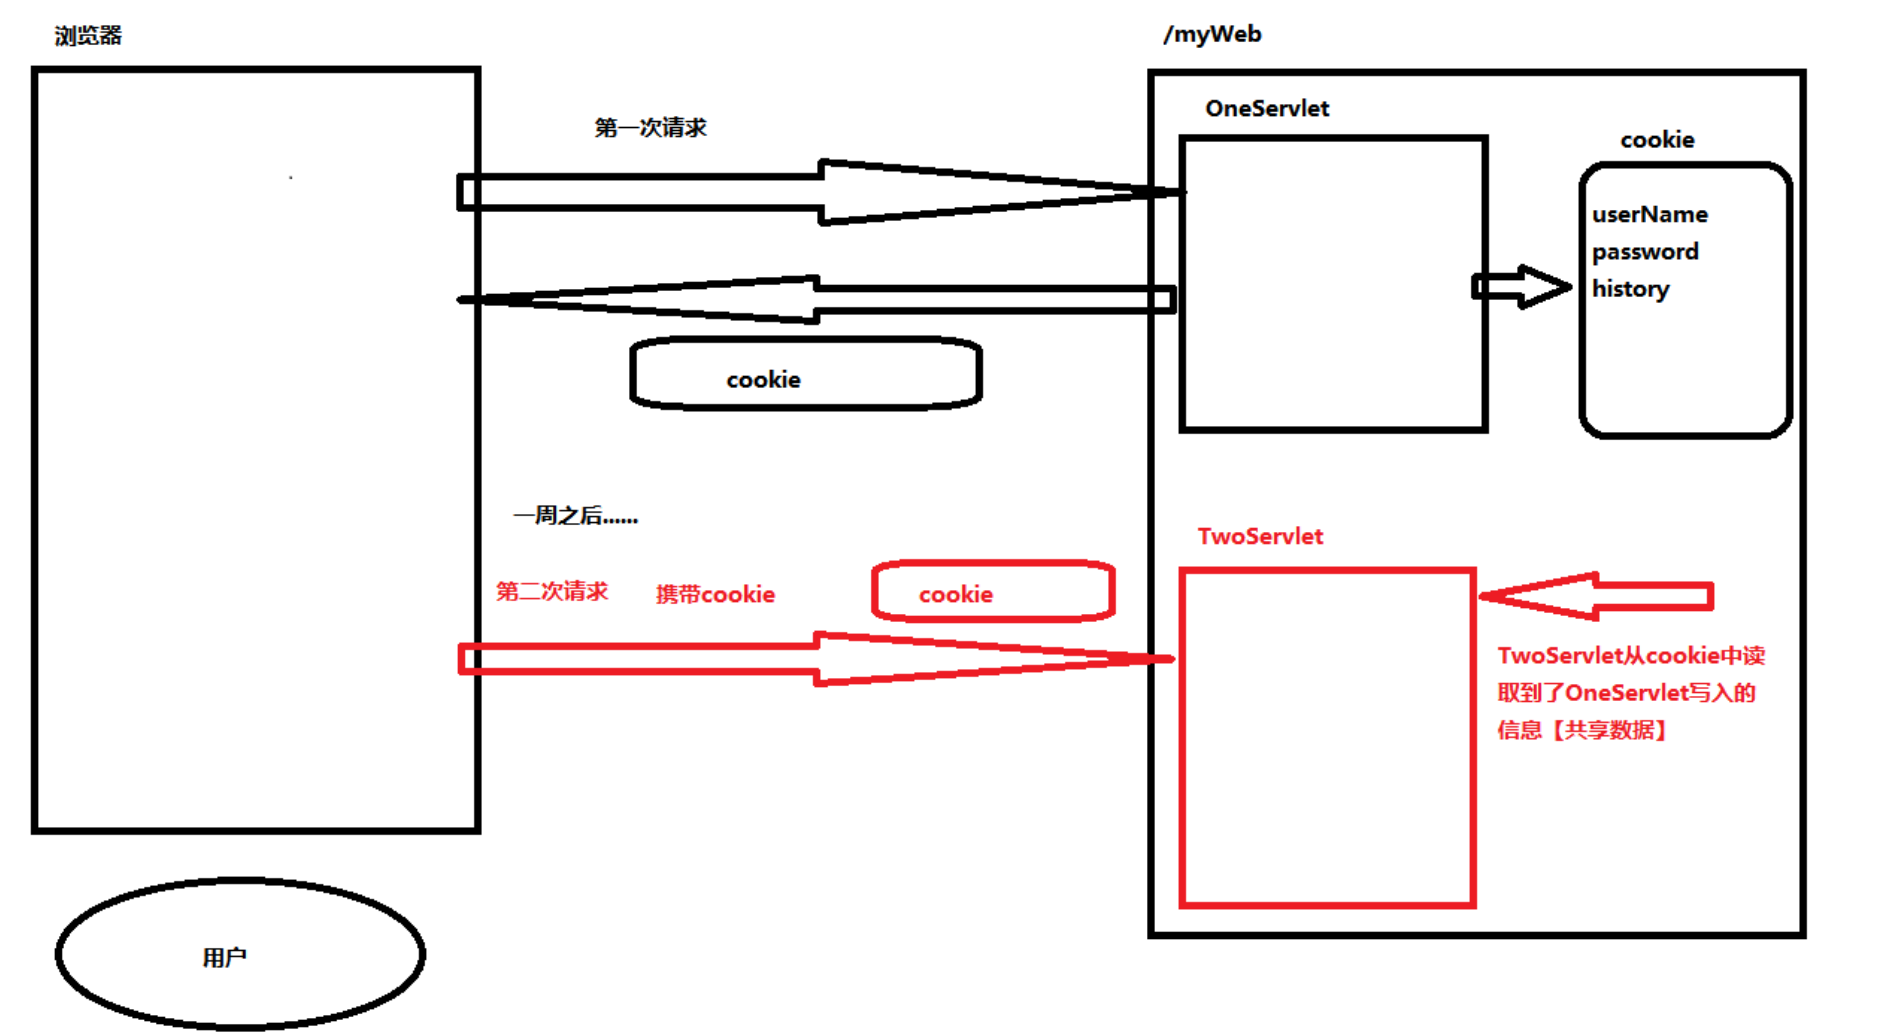 浏览器
/myWeb
OneServlet
第一次请求
cookie
userName
password
history
cookie
一周之后......
TwoServlet
第二次请求
携带cookie
cookie
TwoServlet从cookie中读
取到了OneServlet写入的
信息【共享数据】
用户